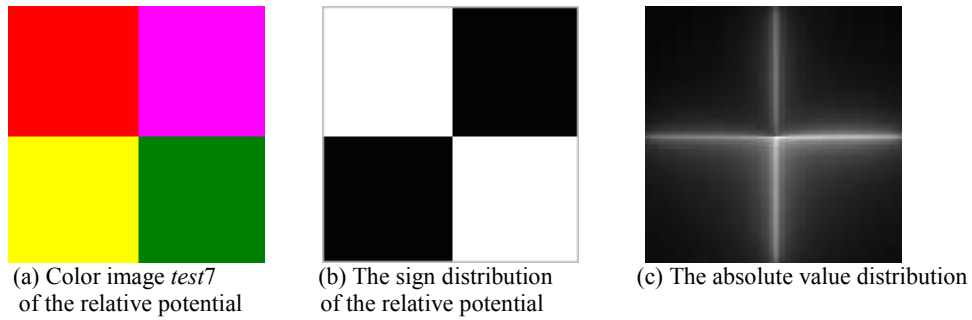 (a) Color image test7
of the relative potential
(b) The sign distribution
of the relative potential
(c) The absolute value distribution